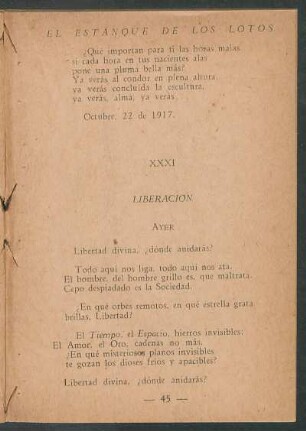 EL ESTANQUE DE LOS LOTOS
¿Qué importan para ti las horas malas
si cada hora en tus nacientes alas
pone una pluma bella más?
Ya verás al condor en plena altura,
ya verás concluída la escultura,
ya verás, alma, ya verás.
Octubre, 22 de 1917.
XXXI
LIBERACION
AYER
Libertad divina, ¿dónde anidarás?
Todo aquí nos liga, todo aquí nos ata.
El hombre, del hombre grillo es, que maltrata.
Cepo despiadado es la Sociedad.
¿En qué orbes remotos, en qué estrella grata
brillas, Libertad?
El Tiempo, el Espacio, hierros invisibles;
El Amor, el Oro, cadenas no más.
¿En qué misteriosos planos invisibles
te gozan los dioses fríos y apacibles?
Libertad divina, ¿dónde anidarás?
— 45 —